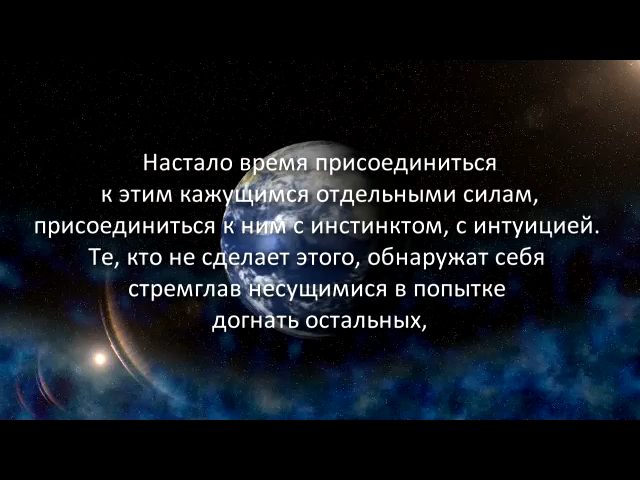 Настало время присоединиться
к этим кажущимся отдельными силам,
присоединиться к ним с инстинктом, с интуицией.
Те, кто не сделает этого, обнаружат себя
стремглав несущимися в попытке
догнать остальных,